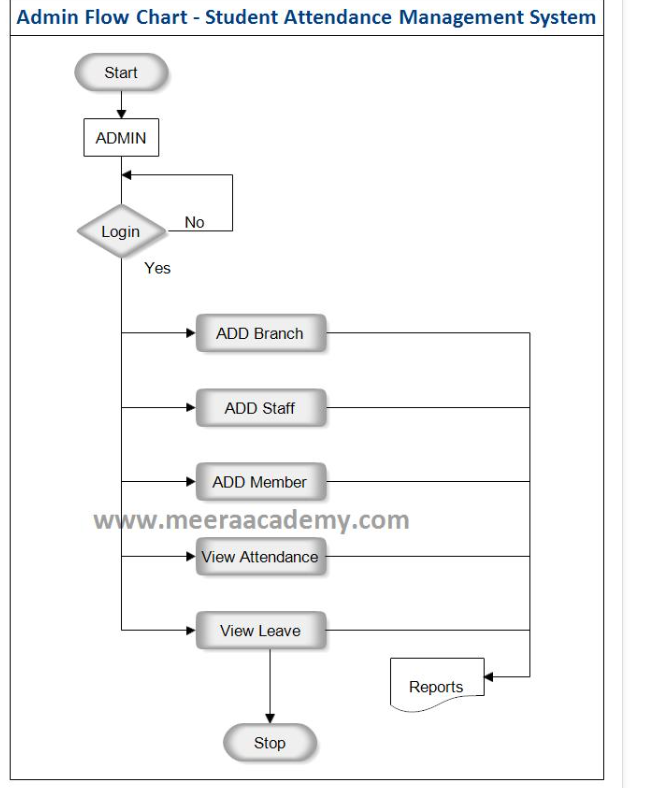 Admin Flow Chart - Student Attendance Management System
Start
ADMIN
Login
No
Yes
ADD Branch
ADD Staff
ADD Member
www.meeraacademy.com
View Attendance
View Leave
Reports
Stop